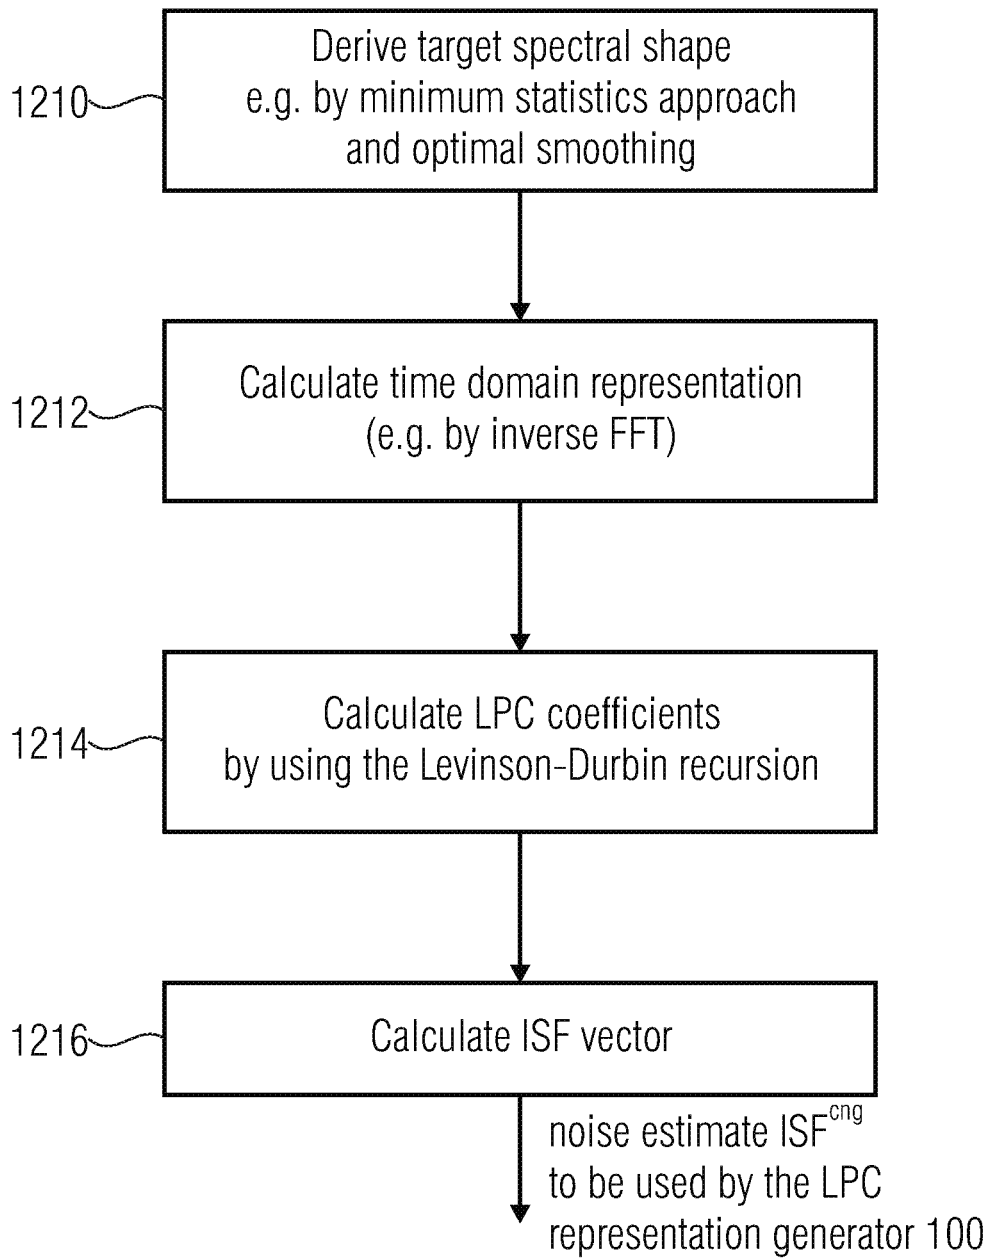 Derive target spectral shape
1210
e.g. by minimum statistics approach
and optimal smoothing
Calculate time domain representation
1212
(e.g. by inverse FFT)
Calculate LPC coefficients
1214
by using the Levinson-Durbin recursion
1216
Calculate ISF vector
noise estimate ISF^cng
to be used by the LPC
representation generator 100